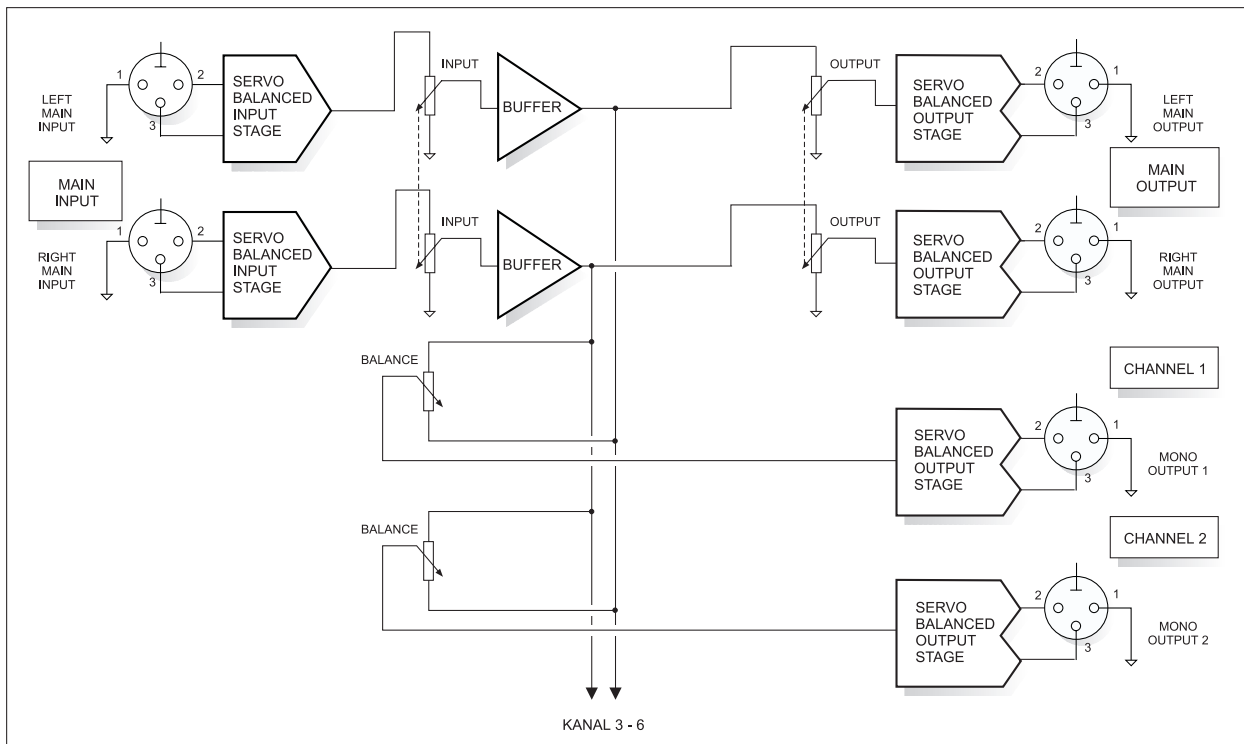 1
2
3
LEFT
MAIN
INPUT
SERVO
BALANCED
INPUT
STAGE
INPUT
BUFFER
OUTPUT
SERVO
BALANCED
OUTPUT
STAGE
2
1
3
LEFT
MAIN
OUTPUT
MAIN
INPUT
MAIN
OUTPUT
1
2
3
RIGHT
MAIN
INPUT
SERVO
BALANCED
INPUT
STAGE
INPUT
BUFFER
OUTPUT
SERVO
BALANCED
OUTPUT
STAGE
2
1
3
RIGHT
MAIN
OUTPUT
BALANCE
CHANNEL 1
SERVO
BALANCED
OUTPUT
STAGE
2
1
3
MONO
OUTPUT 1
BALANCE
CHANNEL 2
SERVO
BALANCED
OUTPUT
STAGE
2
1
3
MONO
OUTPUT 2
KANAL 3 - 6